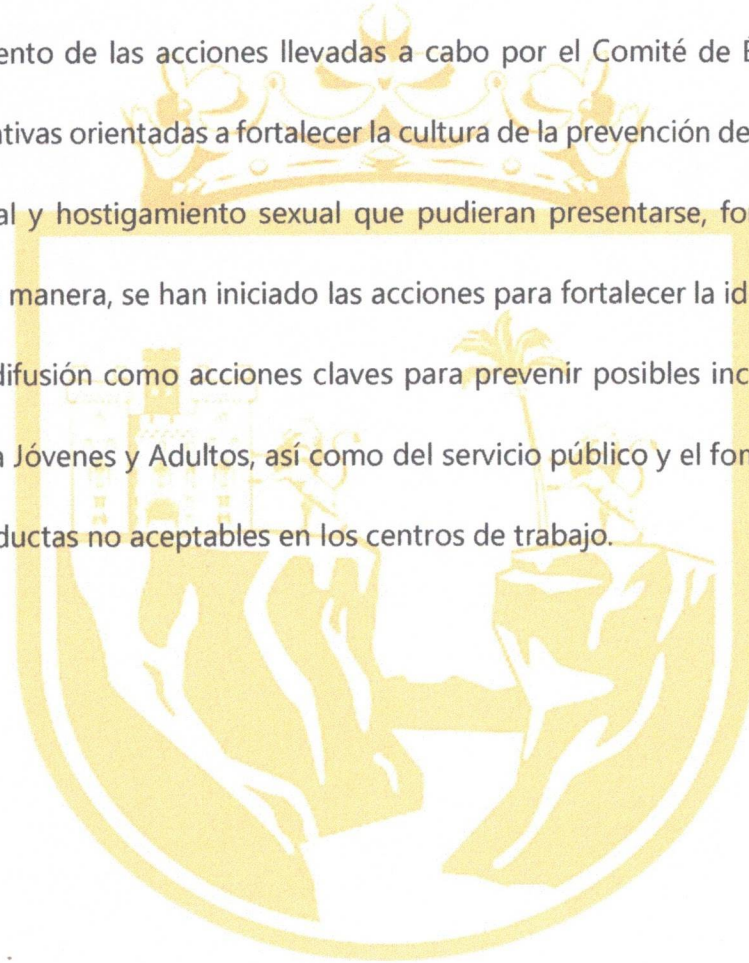 ento de las acciones llevadas a cabo por el Comité de É
tivas orientadas a fortalecer la cultura de la prevención de
al y hostigamiento sexual que pudieran presentarse, for
manera, se han iniciado las acciones para fortalecer la id
difusión como acciones claves para prevenir posibles inc
a Jóvenes y Adultos, así como del servicio público y el fon
ductas no aceptables en los centros de trabajo.